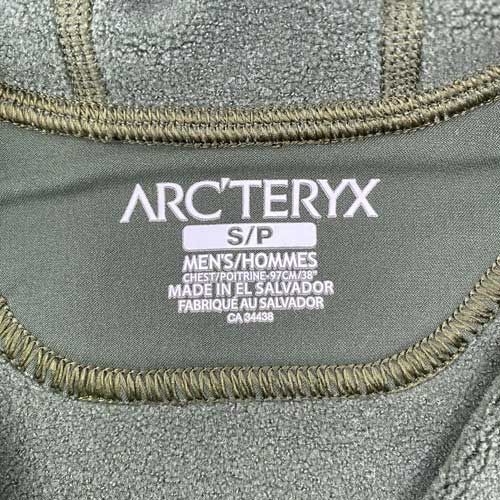 ARC'TERYX
S/P
MEN'S/HOMMES
CHEST/POITRINE-97CM/38"
MADE IN EL SALVADOR
FABRIQUÉ AU SALVADOR
CA 34438